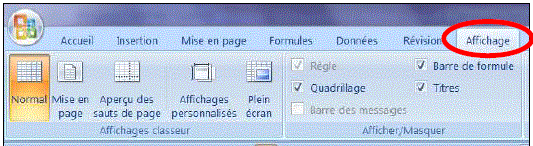 Accueil Insertion Mise en page Formules Données Révision Affichage
Normal Mise en page Aperçu des sauts de page Affichages personnalisés Plein écran
Affichages classeur
Règle Barre de formule
Quadrillage Titres
Barre des messages
Afficher/Masquer